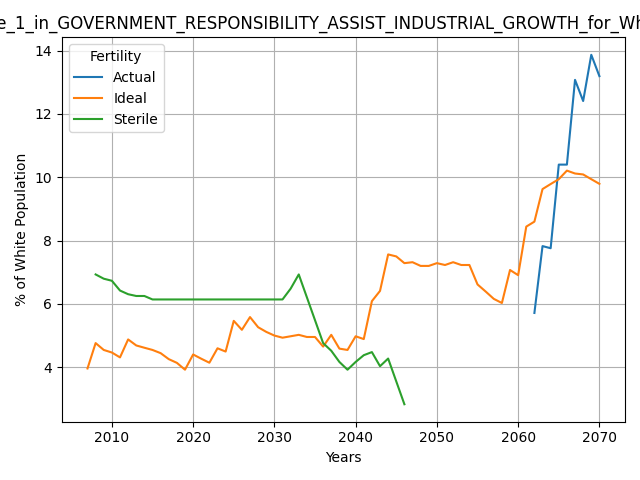 e_1_in_GOVERNMENT_RESPONSIBILITY_ASSIST_INDUSTRIAL_GROWTH_for_Wh
Fertility
Actual
Ideal
Sterile
14
12
10
8
6
4
% of White Population
2010 2020 2030 2040 2050 2060 2070
Years